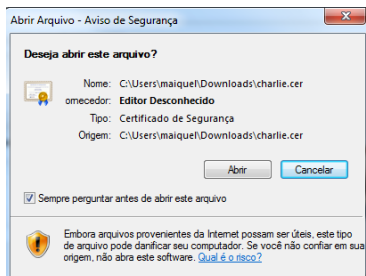 Abrir Arquivo - Aviso de Segurança
Deseja abrir este arquivo?
Nome: C:\Users\maiquel\Downloads\charlie.cer
omecedor: Editor Desconhecido
Tipo: Certificado de Segurança
Origem: C:\Users\maiquel\Downloads\charlie.cer
Abrir Cancelar
Sempre perguntar antes de abrir este arquivo
Embora arquivos provenientes da Internet possam ser úteis, este tipo
de arquivo pode danificar seu computador. Se você não confiar em sua
origem, não abra este software. Qual é o risco?